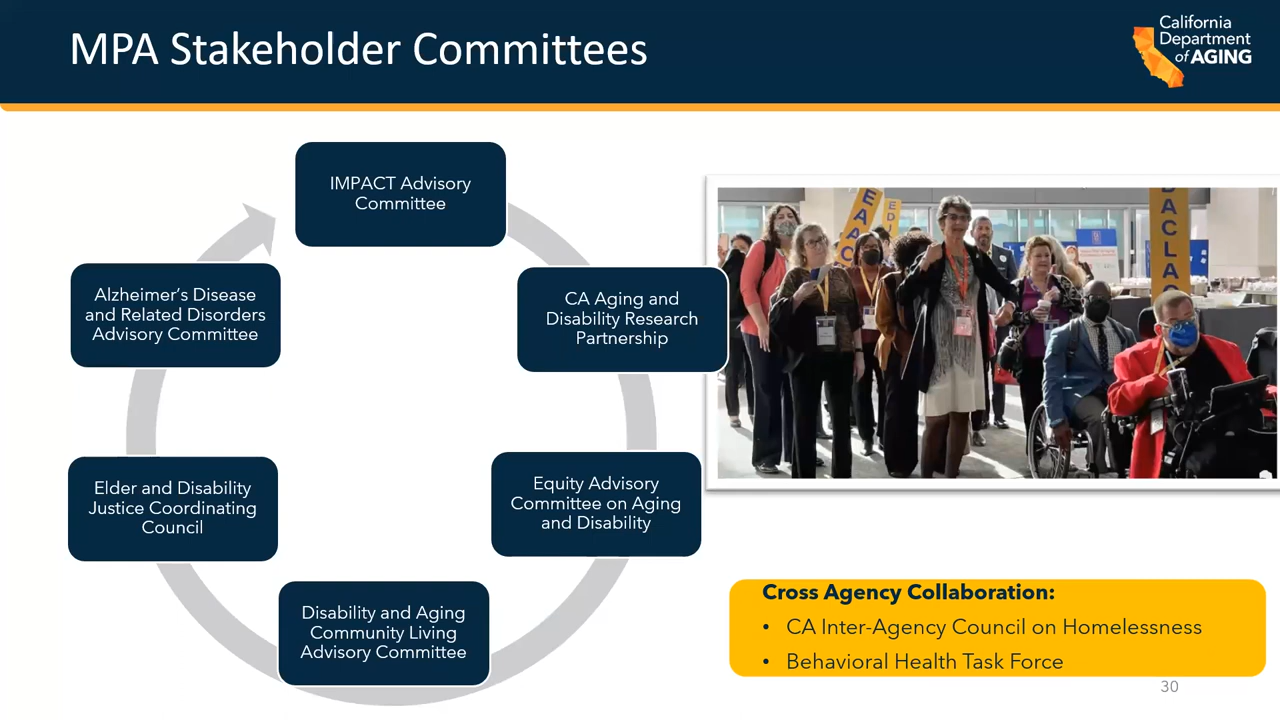 MPA Stakeholder Committees
California
Department
of AGING
IMPACT Advisory
Committee
CA Aging and
Disability Research
Partnership
Equity Advisory
Committee on Aging
and Disability
Disability and Aging
Community Living
Advisory Committee
Elder and Disability
Justice Coordinating
Council
Alzheimer's Disease
and Related Disorders
Advisory Committee
EAAC
EDI
DACLA
Cross Agency Collaboration:
• CA Inter-Agency Council on Homelessness
• Behavioral Health Task Force
30